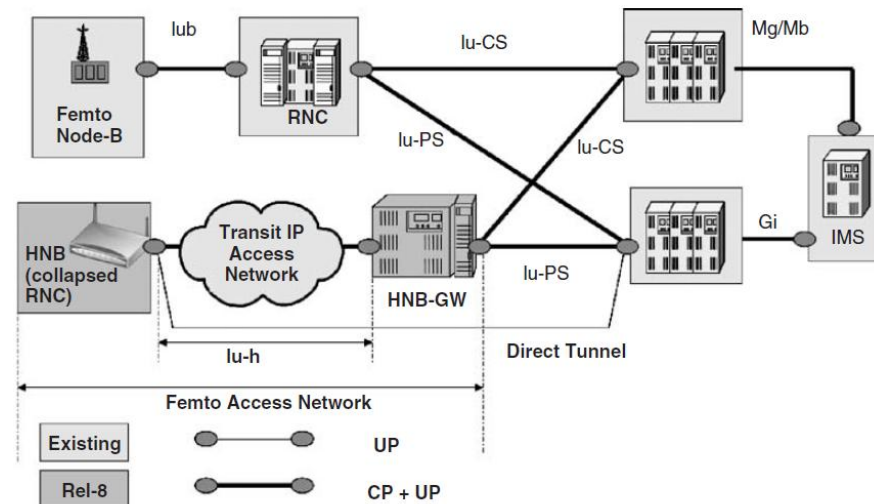 Iub
Iu-CS
Mg/Mb
Femto
Node-B
RNC
Iu-PS
Iu-CS
HNB
(collapsed
RNC)
Transit IP
Access
Network
HNB-GW
Iu-PS
Gi
IMS
Iu-h
Direct Tunnel
Femto Access Network
Existing
UP
Rel-8
CP + UP